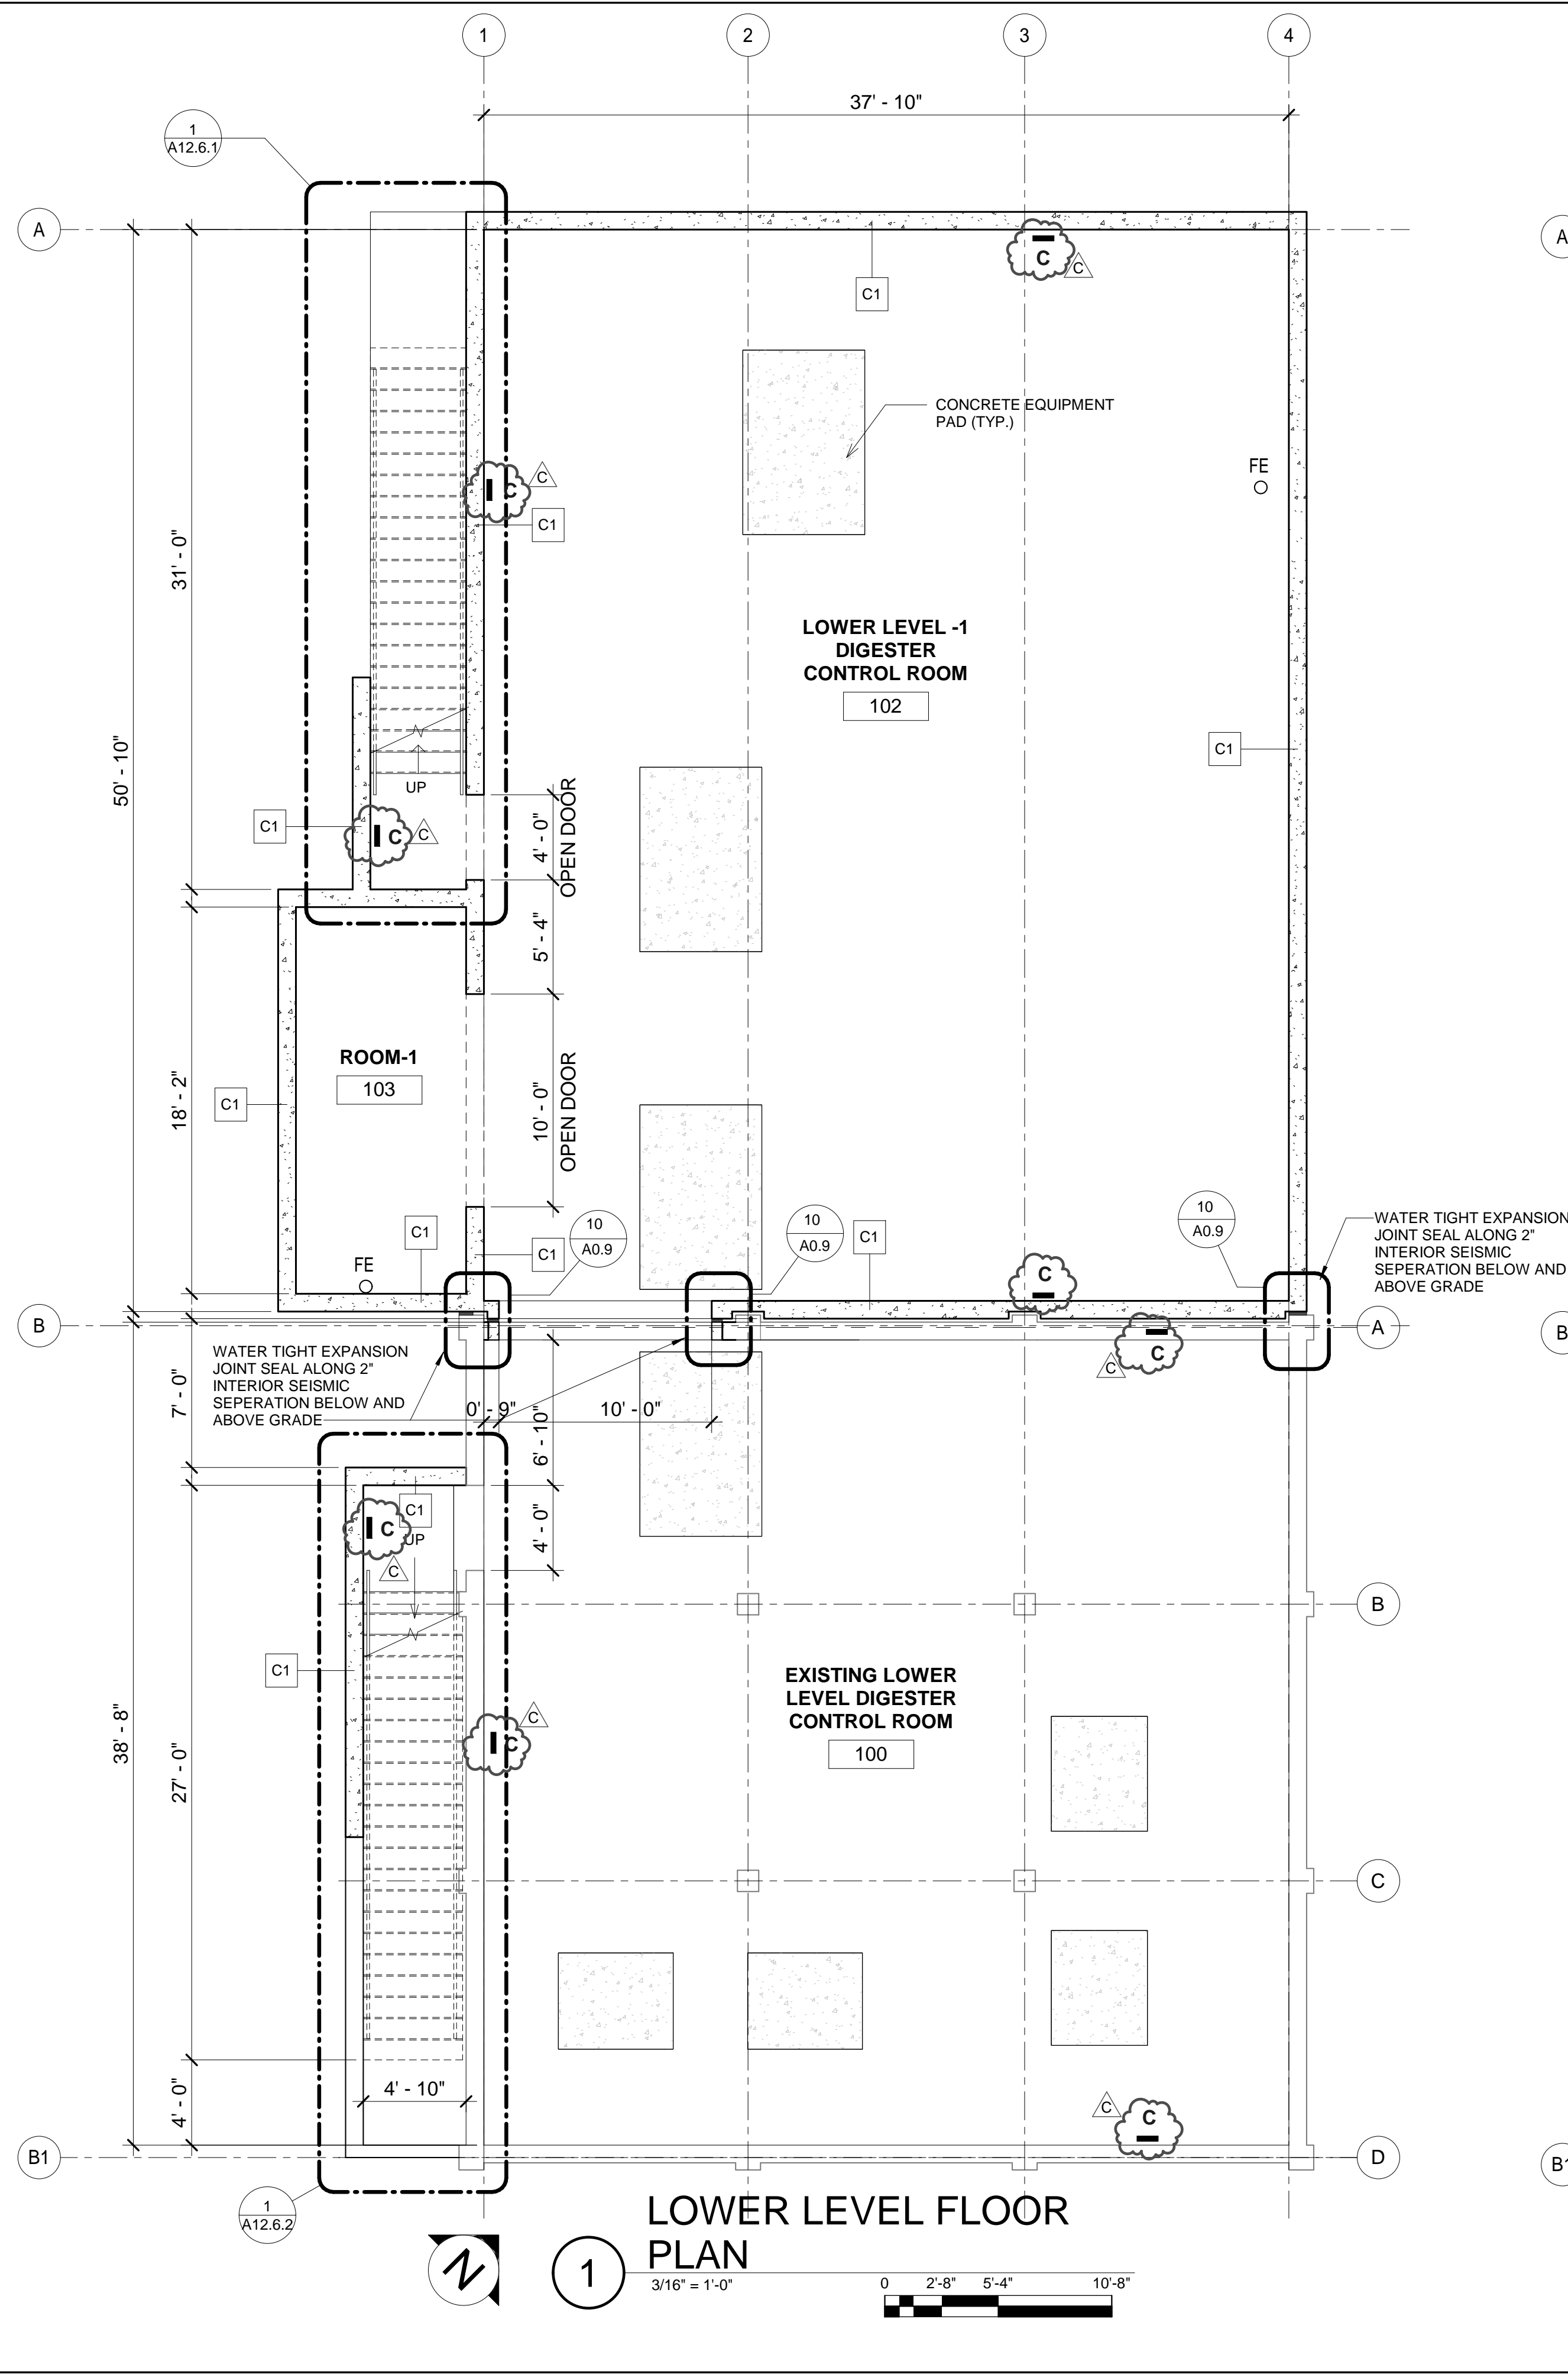 1
2
3
4
37' - 10"
1
A12.6.1
A
A
C
C
C1
CONCRETE EQUIPMENT
PAD (TYP.)
FE
C
C
C1
31' - 0"
LOWER LEVEL -1
DIGESTER
CONTROL ROOM
102
C1
50' - 10"
UP
C1
C
C
4' - 0"
OPEN DOOR
5' - 4"
ROOM-1
103
C1
18' - 2"
10' - 0"
OPEN DOOR
C1
C1
FE
10
A0.9
10
A0.9
C1
10
A0.9
WATER TIGHT EXPANSION
JOINT SEAL ALONG 2"
INTERIOR SEISMIC
SEPERATION BELOW AND
ABOVE GRADE
C
B
A
B
C
C
WATER TIGHT EXPANSION
JOINT SEAL ALONG 2"
INTERIOR SEISMIC
SEPERATION BELOW AND
ABOVE GRADE
7' - 0"
0' - 9"
10' - 0"
6' - 10"
C1
C
UP
C
4' - 0"
B
C1
EXISTING LOWER
LEVEL DIGESTER
CONTROL ROOM
100
C
C
38' - 8"
27' - 0"
C
4' - 10"
4' - 0"
C
C
B1
D
B1
1
A12.6.2
N
1
LOWER LEVEL FLOOR
PLAN
3/16" = 1'-0"
0
2'-8"
5'-4"
10'-8"